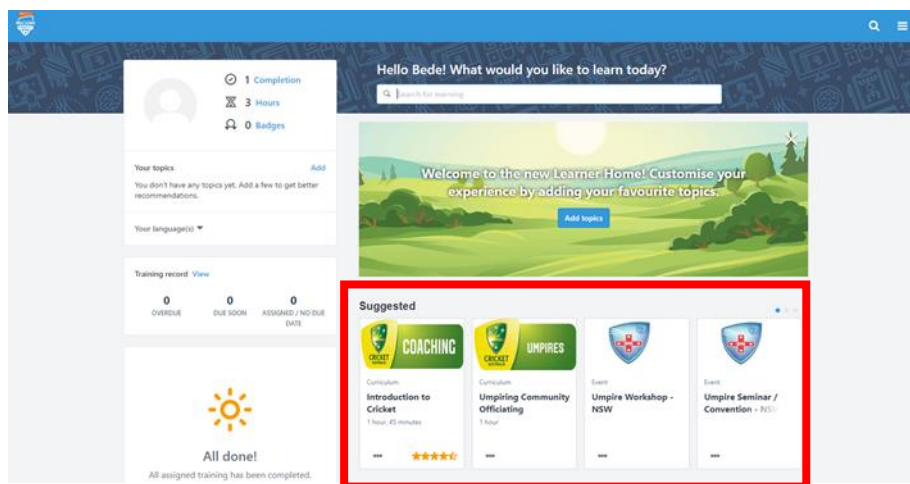 Hello Bede! What would you like to learn today?
Search for learning
1 Completion
3 Hours
0 Badges
Your topics Add
You don't have any topics yet. Add a few to get better
recommendations.
Your language(s)
Training record View
0 0 0
OVERDUE DUE SOON ASSIGNED / NO DUE
DATE
All done!
All assigned training has been completed.
Welcome to the new Learner Home! Customise your
experience by adding your favourite topics.
Add topics
Suggested
CRICKET
COACHING
Curriculum
Introduction to
Cricket
1 hour, 45 minutes
CRICKET
UMPIRES
Curriculum
Umpiring Community
Officiating
1 hour
Event
Umpire Workshop -
NSW
Event
Umpire Seminar /
Convention - NSW